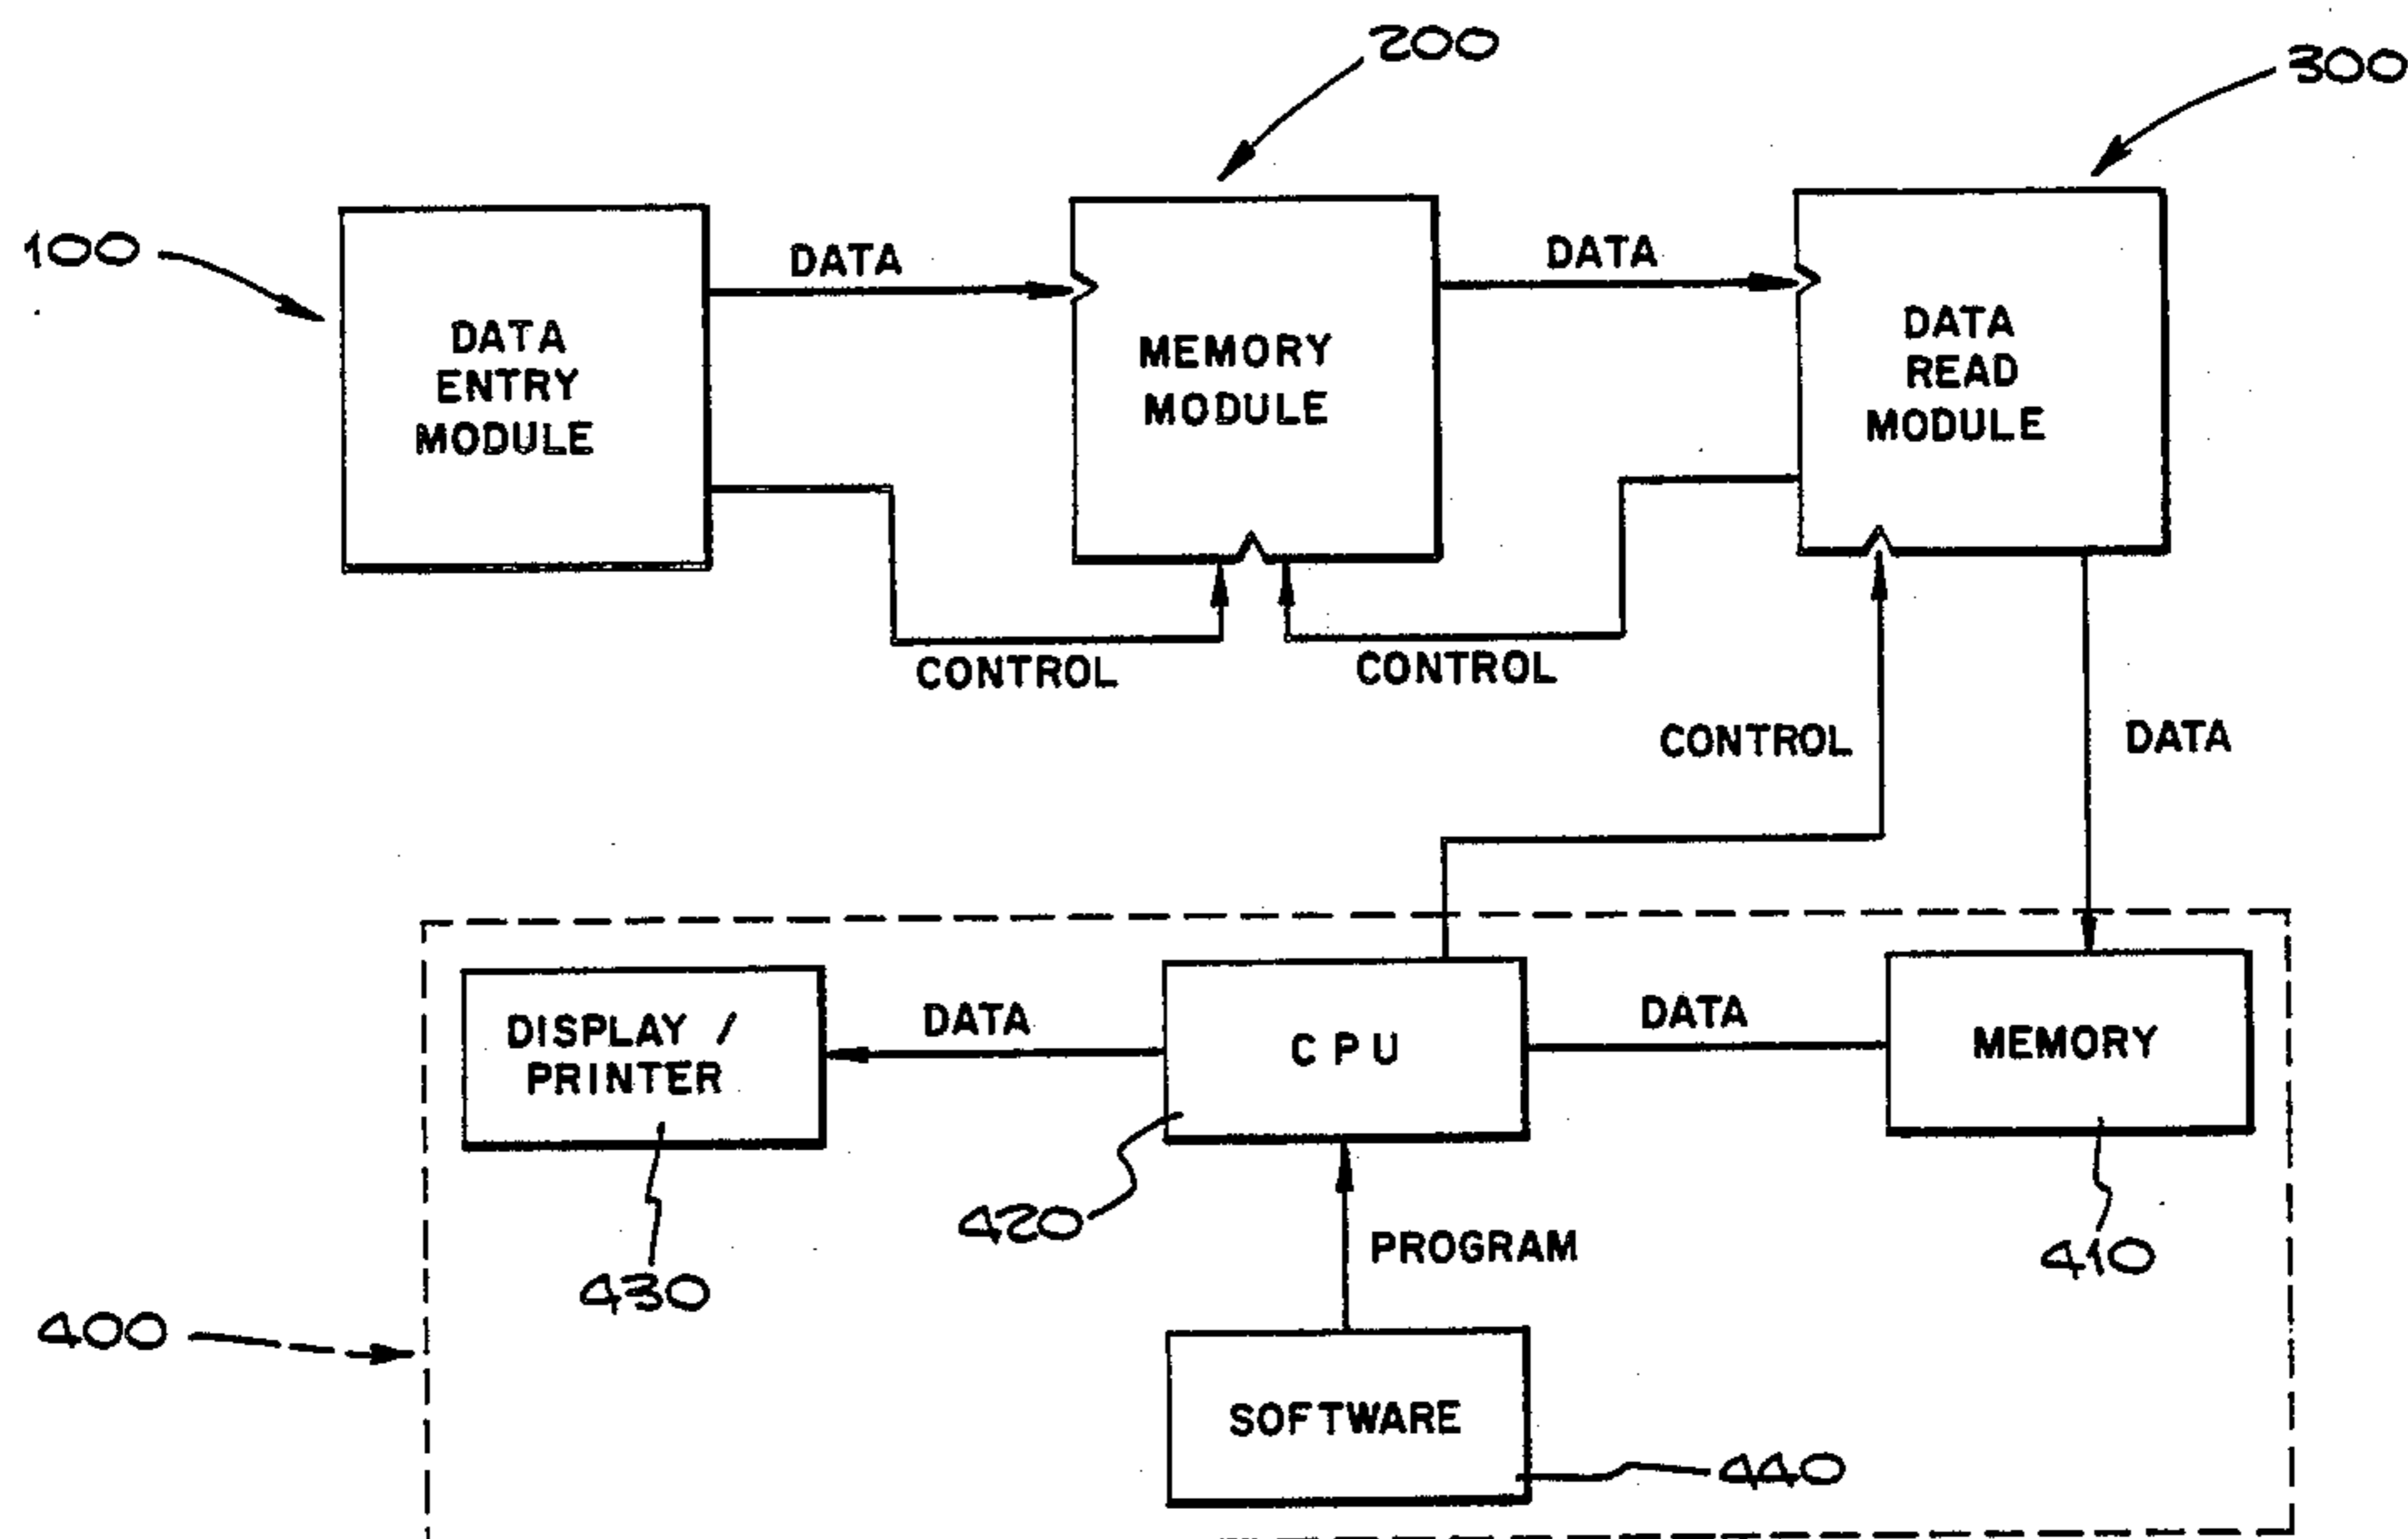 200
300
100
DATA
DATA
DATA
ENTRY
MODULE
MEMORY
MODULE
DATA
READ
MODULE
CONTROL
CONTROL
CONTROL
DATA
DISPLAY /
PRINTER
DATA
CPU
DATA
MEMORY
420
PROGRAM
410
430
400
SOFTWARE
440